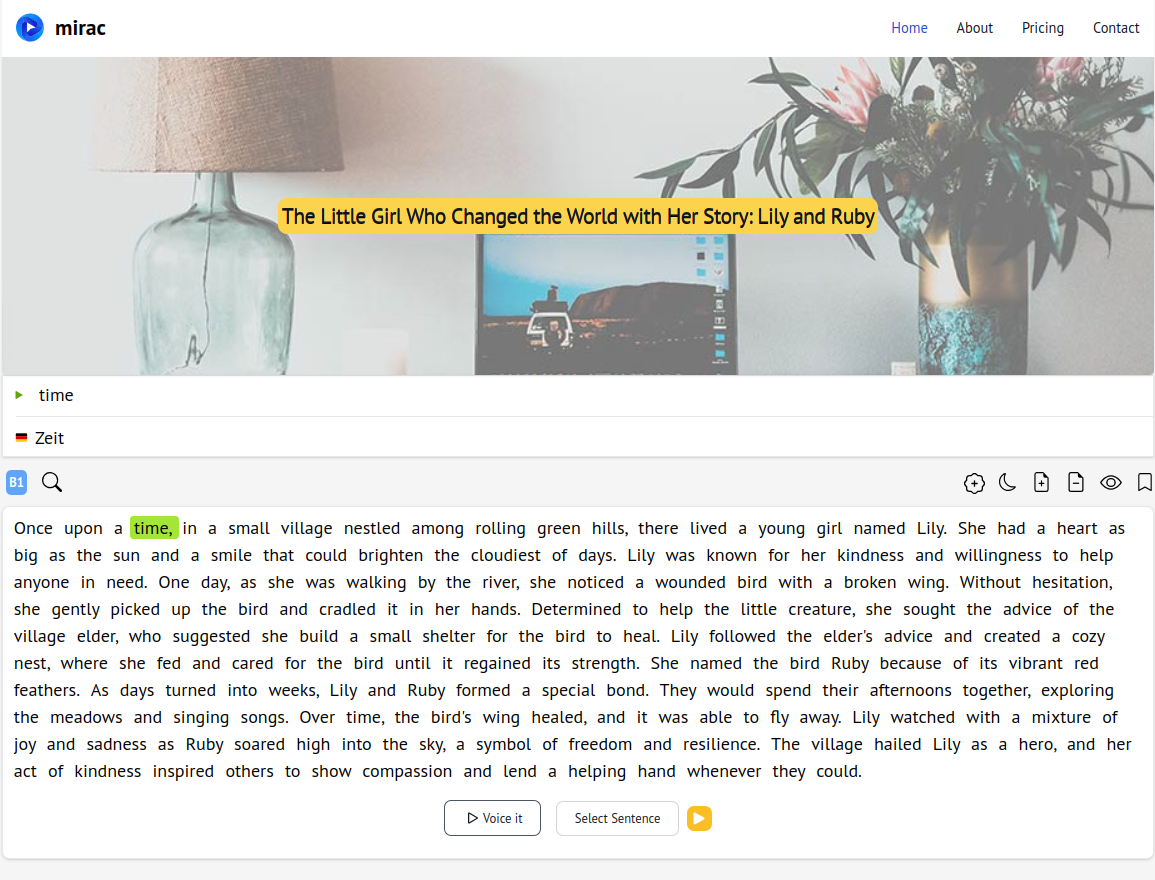 mirac
Home About Pricing Contact
The Little Girl Who Changed the World with Her Story: Lily and Ruby
time
Zeit
B1
Once upon a time, in a small village nestled among rolling green hills, there lived a young girl named Lily. She had a heart as
big as the sun and a smile that could brighten the cloudiest of days. Lily was known for her kindness and willingness to help
anyone in need. One day, as she was walking by the river, she noticed a wounded bird with a broken wing. Without hesitation,
she gently picked up the bird and cradled it in her hands. Determined to help the little creature, she sought the advice of the
village elder, who suggested she build a small shelter for the bird to heal. Lily followed the elder's advice and created a cozy
nest, where she fed and cared for the bird until it regained its strength. She named the bird Ruby because of its vibrant red
feathers. As days turned into weeks, Lily and Ruby formed a special bond. They would spend their afternoons together, exploring
the meadows and singing songs. Over time, the bird's wing healed, and it was able to fly away. Lily watched with a mixture of
joy and sadness as Ruby soared high into the sky, a symbol of freedom and resilience. The village hailed Lily as a hero, and her
act of kindness inspired others to show compassion and lend a helping hand whenever they could.
Voice it Select Sentence